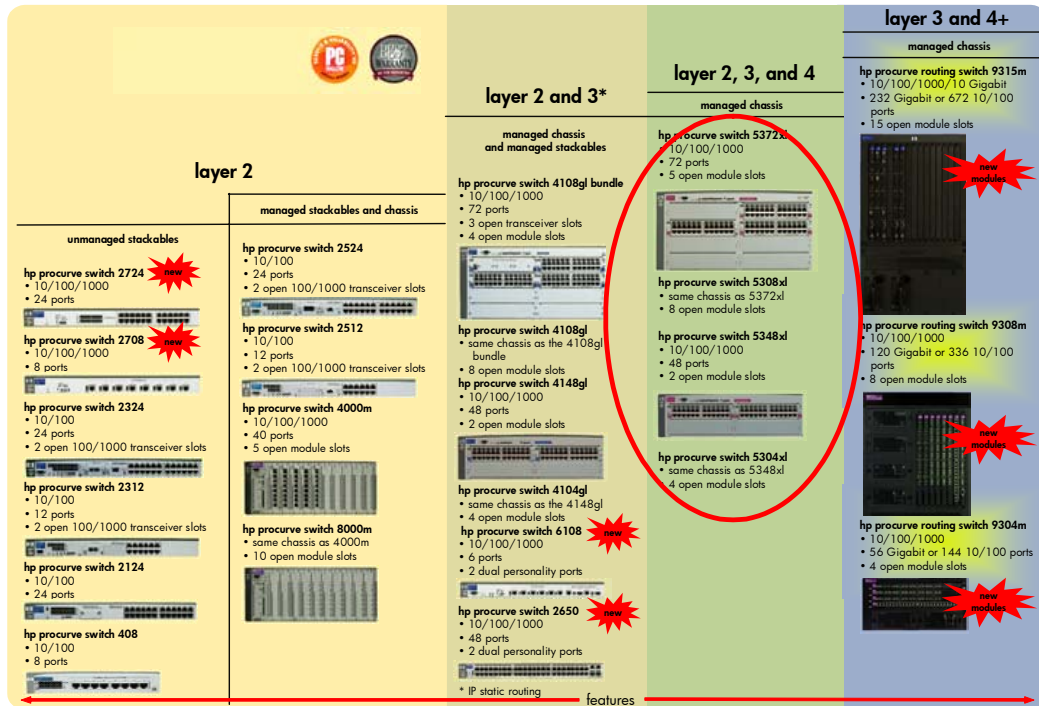 layer 2
unmanaged stackables
hp procurve switch 2724
• 10/100/1000
• 24 ports
new
hp procurve switch 2708
• 10/100/1000
• 8 ports
new
hp procurve switch 2324
• 10/100
• 24 ports
• 2 open 100/1000 transceiver slots
hp procurve switch 2312
• 10/100
• 12 ports
• 2 open 100/1000 transceiver slots
hp procurve switch 2124
• 10/100
• 24 ports
hp procurve switch 408
• 10/100
• 8 ports
managed stackables and chassis
hp procurve switch 2524
• 10/100
• 24 ports
• 2 open 100/1000 transceiver slots
hp procurve switch 2512
• 10/100
• 12 ports
• 2 open 100/1000 transceiver slots
hp procurve switch 4000m
• 10/100/1000
• 40 ports
• 5 open module slots
hp procurve switch 8000m
• same chassis as 4000m
• 10 open module slots
PC
layer 2 and 3*
managed chassis
and managed stackables
hp procurve switch 4108gl bundle
• 10/100/1000
• 72 ports
• 3 open transceiver slots
• 4 open module slots
hp procurve switch 4108gl
• same chassis as the 4108gl
bundle
• 8 open module slots
hp procurve switch 4148gl
• 10/100/1000
• 48 ports
• 2 open module slots
hp procurve switch 4104gl
• same chassis as the 4148gl
• 4 open module slots
hp procurve switch 6108
• 10/100/1000
• 6 ports
• 2 dual personality ports
new
hp procurve switch 2650
• 10/100/1000
• 48 ports
• 2 dual personality ports
new
* IP static routing
layer 2, 3, and 4
managed chassis
hp procurve switch 5372xl
• 10/100/1000
• 72 ports
• 5 open module slots
hp procurve switch 5308xl
• same chassis as 5372xl
• 8 open module slots
hp procurve switch 5348xl
• 10/100/1000
• 48 ports
• 2 open module slots
hp procurve switch 5304xl
• same chassis as 5348xl
• 4 open module slots
layer 3 and 4+
managed chassis
hp procurve routing switch 9315m
• 10/100/1000/10 Gigabit
• 232 Gigabit or 672 10/100
ports
• 15 open module slots
new
modules
hp procurve routing switch 9308m
• 10/100/1000
• 120 Gigabit or 336 10/100
ports
• 8 open module slots
new
modules
hp procurve routing switch 9304m
• 10/100/1000
• 56 Gigabit or 144 10/100 ports
• 4 open module slots
new
modules
features